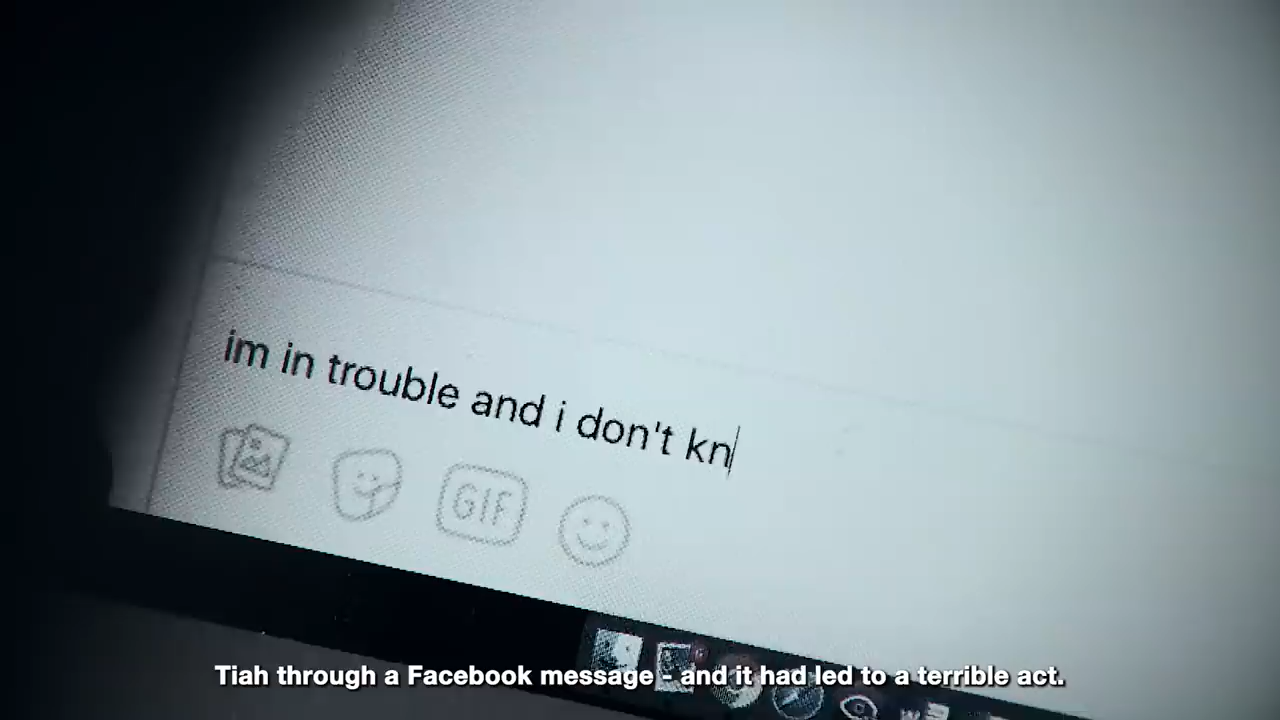 im in trouble and i don't kn
GIF
Tiah through a Facebook message - and it had led to a terrible act.